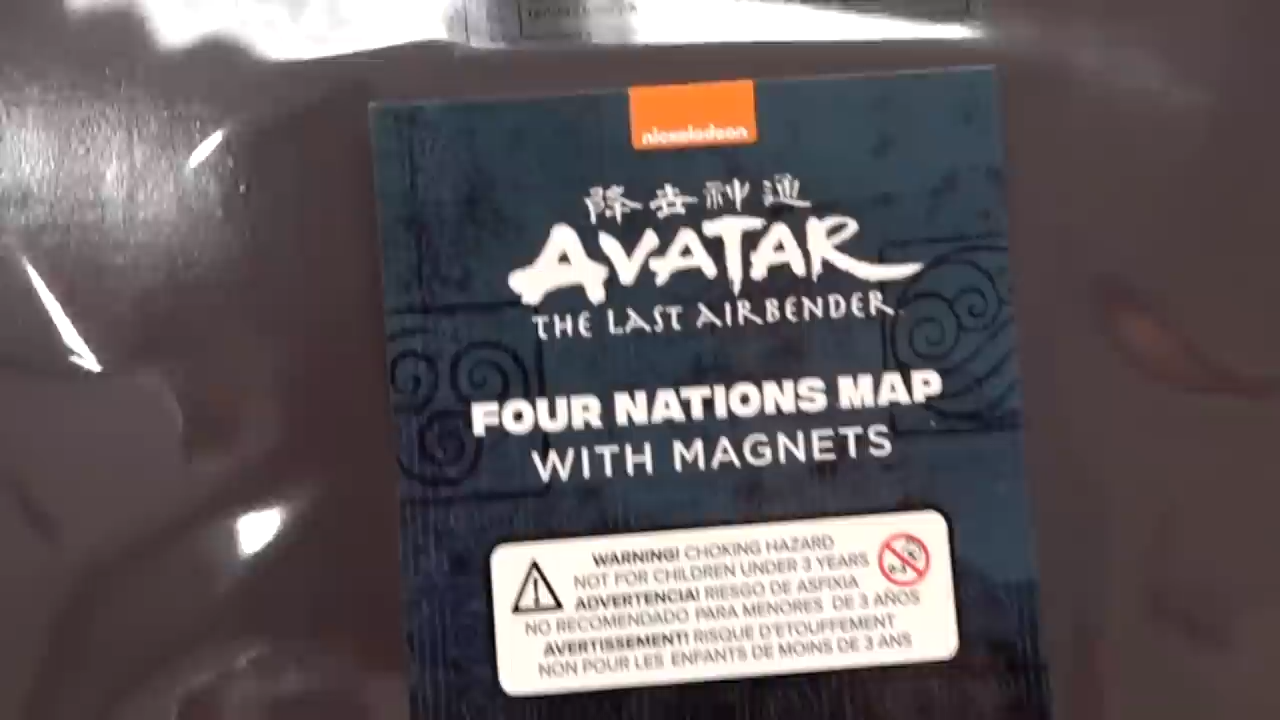 nickelodeon
降去神通
AVATAR
THE LAST AIRBENDER
FOUR NATIONS MAP
WITH MAGNETS
WARNING! CHOKING HAZARD
NOT FOR CHILDREN UNDER 3 YEARS
ADVERTENCIA! RIESGO DE ASFIXIA
NO RECOMENDADO PARA MENORES DE 3 AÑOS
AVERTISSEMENT! RISQUE D'ETOUFFEMENT
NON POUR LES ENFANTS DE MOINS DE 3 ANS